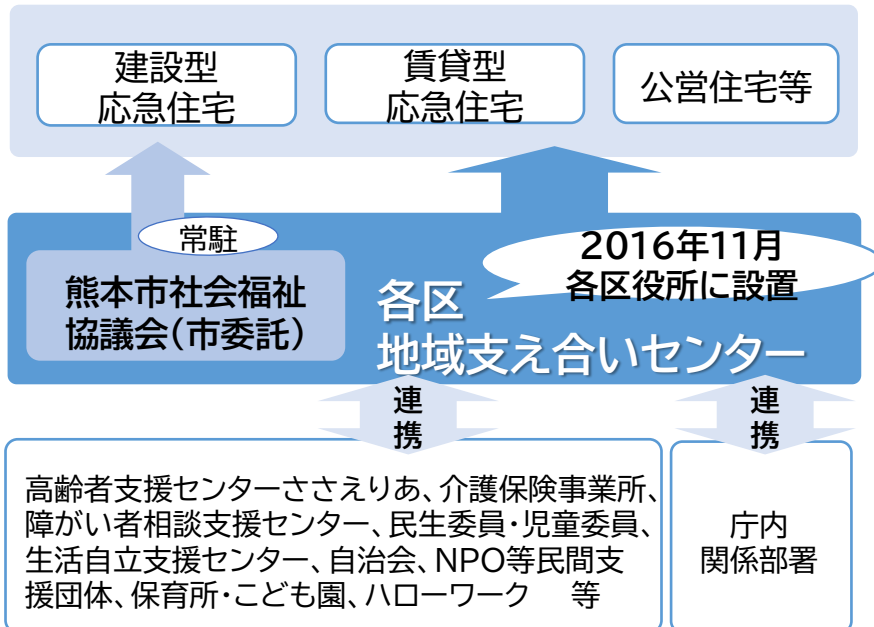 建設型
応急住宅
賃貸型
応急住宅
公営住宅等
常駐
熊本市社会福祉
協議会(市委託)
2016年11月
各区役所に設置
各区
地域支え合いセンター
連
携
連
携
高齢者支援センターささえりあ、介護保険事業所、
障がい者相談支援センター、民生委員・児童委員、
生活自立支援センター、自治会、NPO等民間支
援団体、保育所・こども園、ハローワーク　等
庁内
関係部署